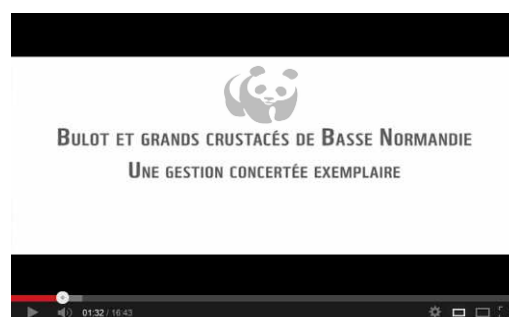 BULOT ET GRANDS CRUSTACÉS DE BASSE NORMANDIE
UNE GESTION CONCERTÉE EXEMPLAIRE
01:32 / 16:43